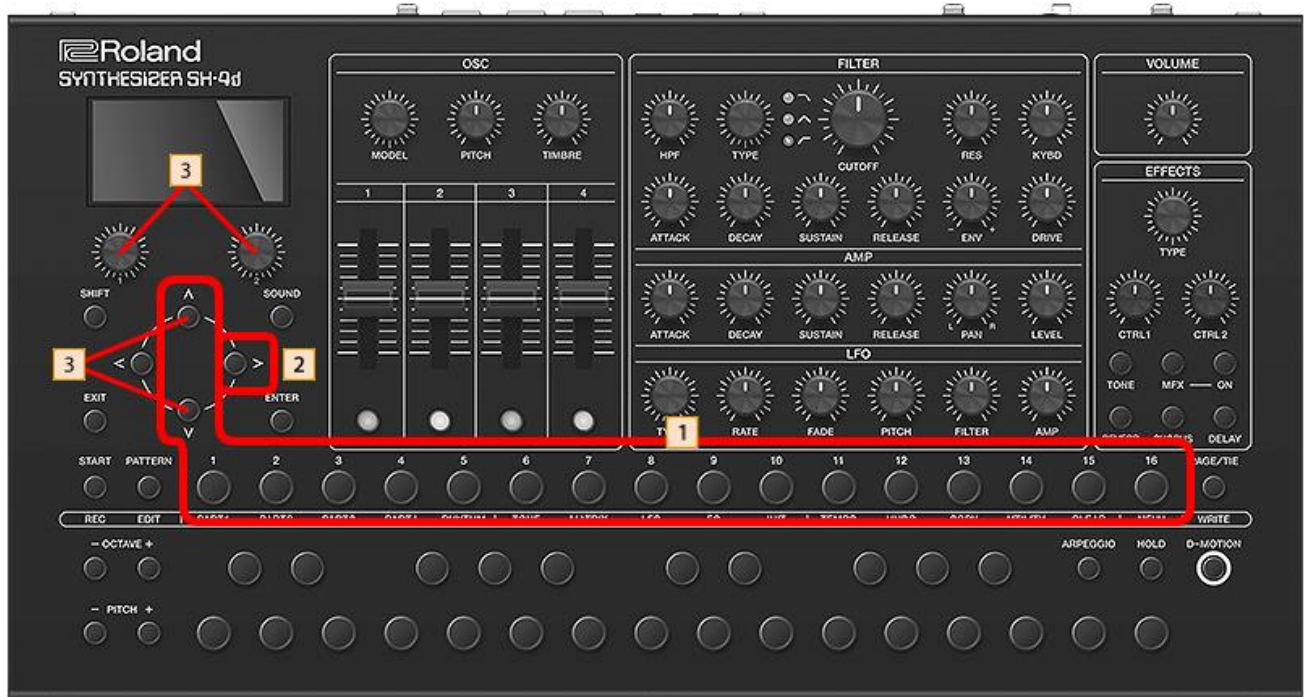 Roland
SYNTHESIZER SH-4d
OSC
MODEL PITCH TIMBRE
1 2 3 4
FILTER
HPF TYPE CUTOFF RES KYBD
ATTACK DECAY SUSTAIN RELEASE - ENV + DRIVE
AMP
ATTACK DECAY SUSTAIN RELEASE L PAN R LEVEL
LFO
RATE FADE PITCH FILTER AMP
VOLUME
EFFECTS
TYPE
CTRL1 CTRL2
TONE MFX ON
DELAY
3
1 2
SHIFT SOUND
3 2
EXIT ENTER
1
START PATTERN 1 2 3 4 5 6 7 8 9 10 11 12 13 14 15 16 PAGE/TIE
REC EDIT WRITE
- OCTAVE + ARPEGGIO HOLD D-MOTION
- PITCH +